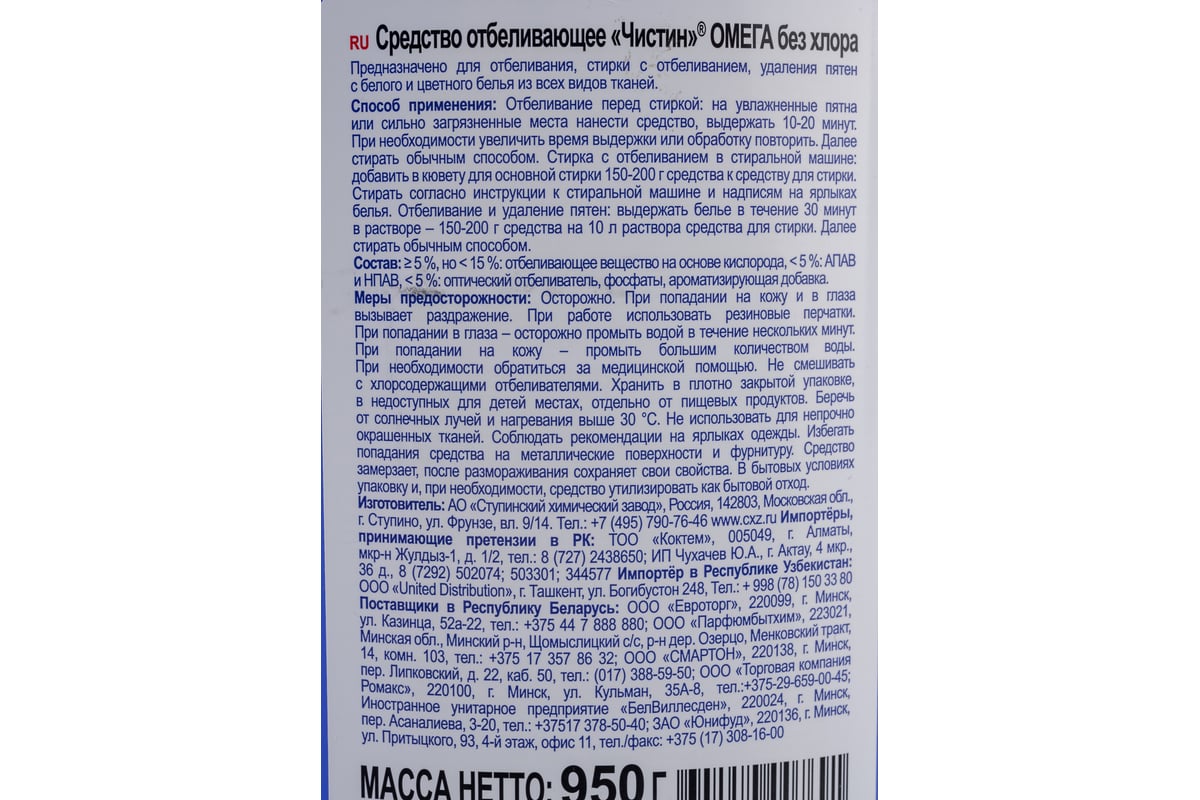 RU Средство отбеливающее «Чистин»® ОМЕГА без хлора
Предназначено для отбеливания, стирки с отбеливанием, удаления пятен
с белого и цветного белья из всех видов тканей.
Способ применения: Отбеливание перед стиркой: на увлажненные пятна
или сильно загрязненные места нанести средство, выдержать 10-20 минут.
При необходимости увеличить время выдержки или обработку повторить. Далее
стирать обычным способом. Стирка с отбеливанием в стиральной машине:
добавить в кювету для основной стирки 150-200 г средства к средству для стирки.
Стирать согласно инструкции к стиральной машине и надписям на ярлыках
белья. Отбеливание и удаление пятен: выдержать белье в течение 30 минут
в растворе – 150-200 г средства на 10 л раствора средства для стирки. Далее
стирать обычным способом.
Состав: ≥ 5 %, но < 15 %: отбеливающее вещество на основе кислорода, < 5 %: АПАВ
и НПАВ, < 5 %: оптический отбеливатель, фосфаты, ароматизирующая добавка.
Меры предосторожности: Осторожно. При попадании на кожу и в глаза
вызывает раздражение. При работе использовать резиновые перчатки.
При попадании в глаза – осторожно промыть водой в течение нескольких минут.
При попадании на кожу – промыть большим количеством воды.
При необходимости обратиться за медицинской помощью. Не смешивать
с хлорсодержащими отбеливателями. Хранить в плотно закрытой упаковке,
в недоступных для детей местах, отдельно от пищевых продуктов. Беречь
от солнечных лучей и нагревания выше 30 °С. Не использовать для непрочно
окрашенных тканей. Соблюдать рекомендации на ярлыках одежды. Избегать
попадания средства на металлические поверхности и фурнитуру. Средство
замерзает, после размораживания сохраняет свои свойства. В бытовых условиях
упаковку и, при необходимости, средство утилизировать как бытовой отход.
Изготовитель: АО «Ступинский химический завод», Россия, 142803, Московская обл.,
г. Ступино, ул. Фрунзе, вл. 9/14. Тел.: +7 (495) 790-76-46 www.cxz.ru Импортёры,
принимающие претензии в РК: ТОО «Коктем», 005049, г. Алматы,
мкр-н Жулдыз-1, д. 1/2, тел.: 8 (727) 2438650; ИП Чухачев Ю.А., г. Актау, 4 мкр.,
36 д., 8 (7292) 502074; 503301; 344577 Импортёр в Республике Узбекистан:
ООО «United Distribution», г. Ташкент, ул. Богибустон 248, Тел.: + 998 (78) 150 33 80
Поставщики в Республику Беларусь: ООО «Евроторг», 220099, г. Минск,
ул. Казинца, 52а-22, тел.: +375 44 7 888 880; ООО «Парфюмбытхим», 223021,
Минская обл., Минский р-н, Щомыслицкий с/с, р-н дер. Озерцо, Менковский тракт,
14, комн. 103, тел.: +375 17 357 86 32; ООО «СМАРТОН», 220138, г. Минск,
пер. Липковский, д. 22, каб. 50, тел.: (017) 388-59-50; ООО «Торговая компания
Ромакс», 220100, г. Минск, ул. Кульман, 35А-8, тел.:+375-29-659-00-45;
Иностранное унитарное предприятие «БелВиллесден», 220024, г. Минск,
пер. Асаналиева, 3-20, тел.: +37517 378-50-40; ЗАО «Юнифуд», 220136, г. Минск,
ул. Притыцкого, 93, 4-й этаж, офис 11, тел./факс: +375 (17) 308-16-00
МАССА НЕТТО: 950 г